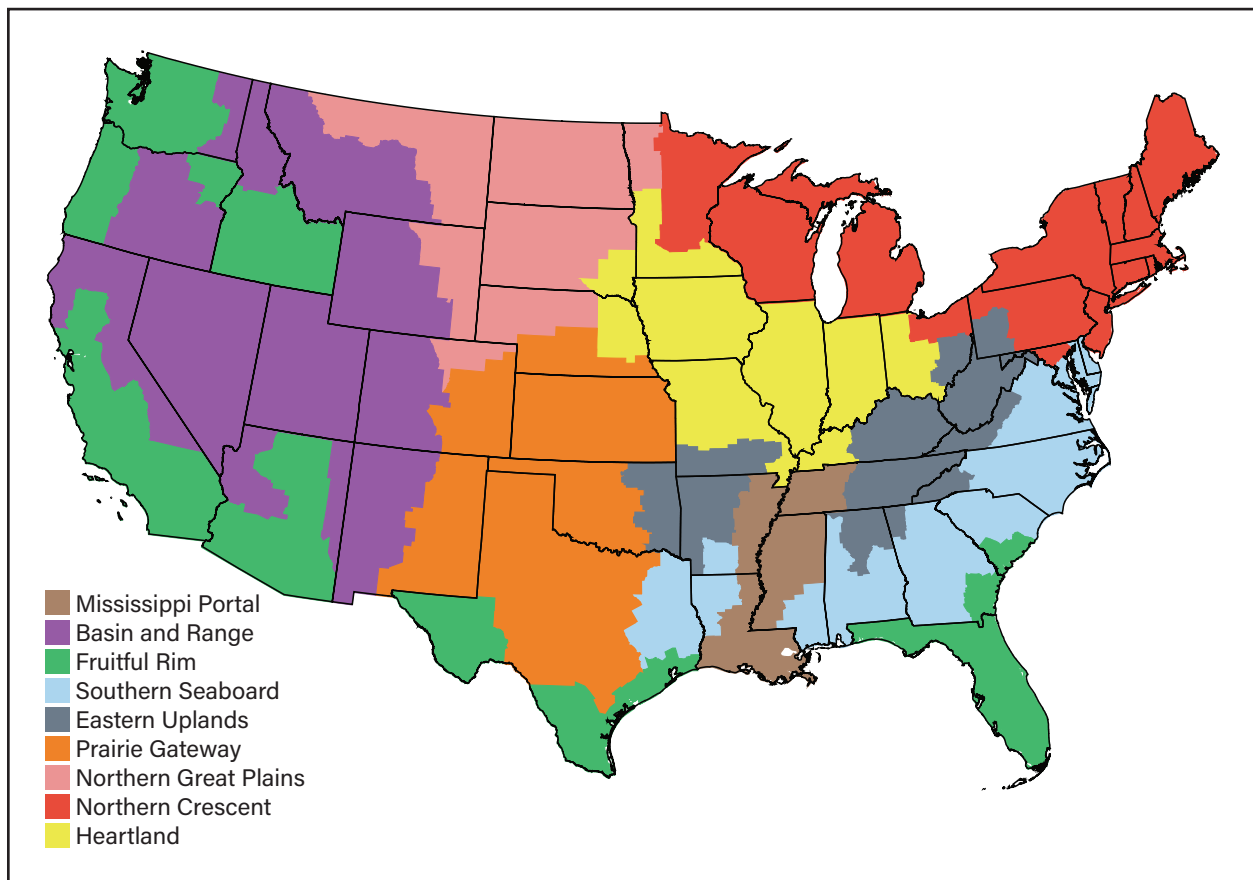 Mississippi Portal
Basin and Range
Fruitful Rim
Southern Seaboard
Eastern Uplands
Prairie Gateway
Northern Great Plains
Northern Crescent
Heartland